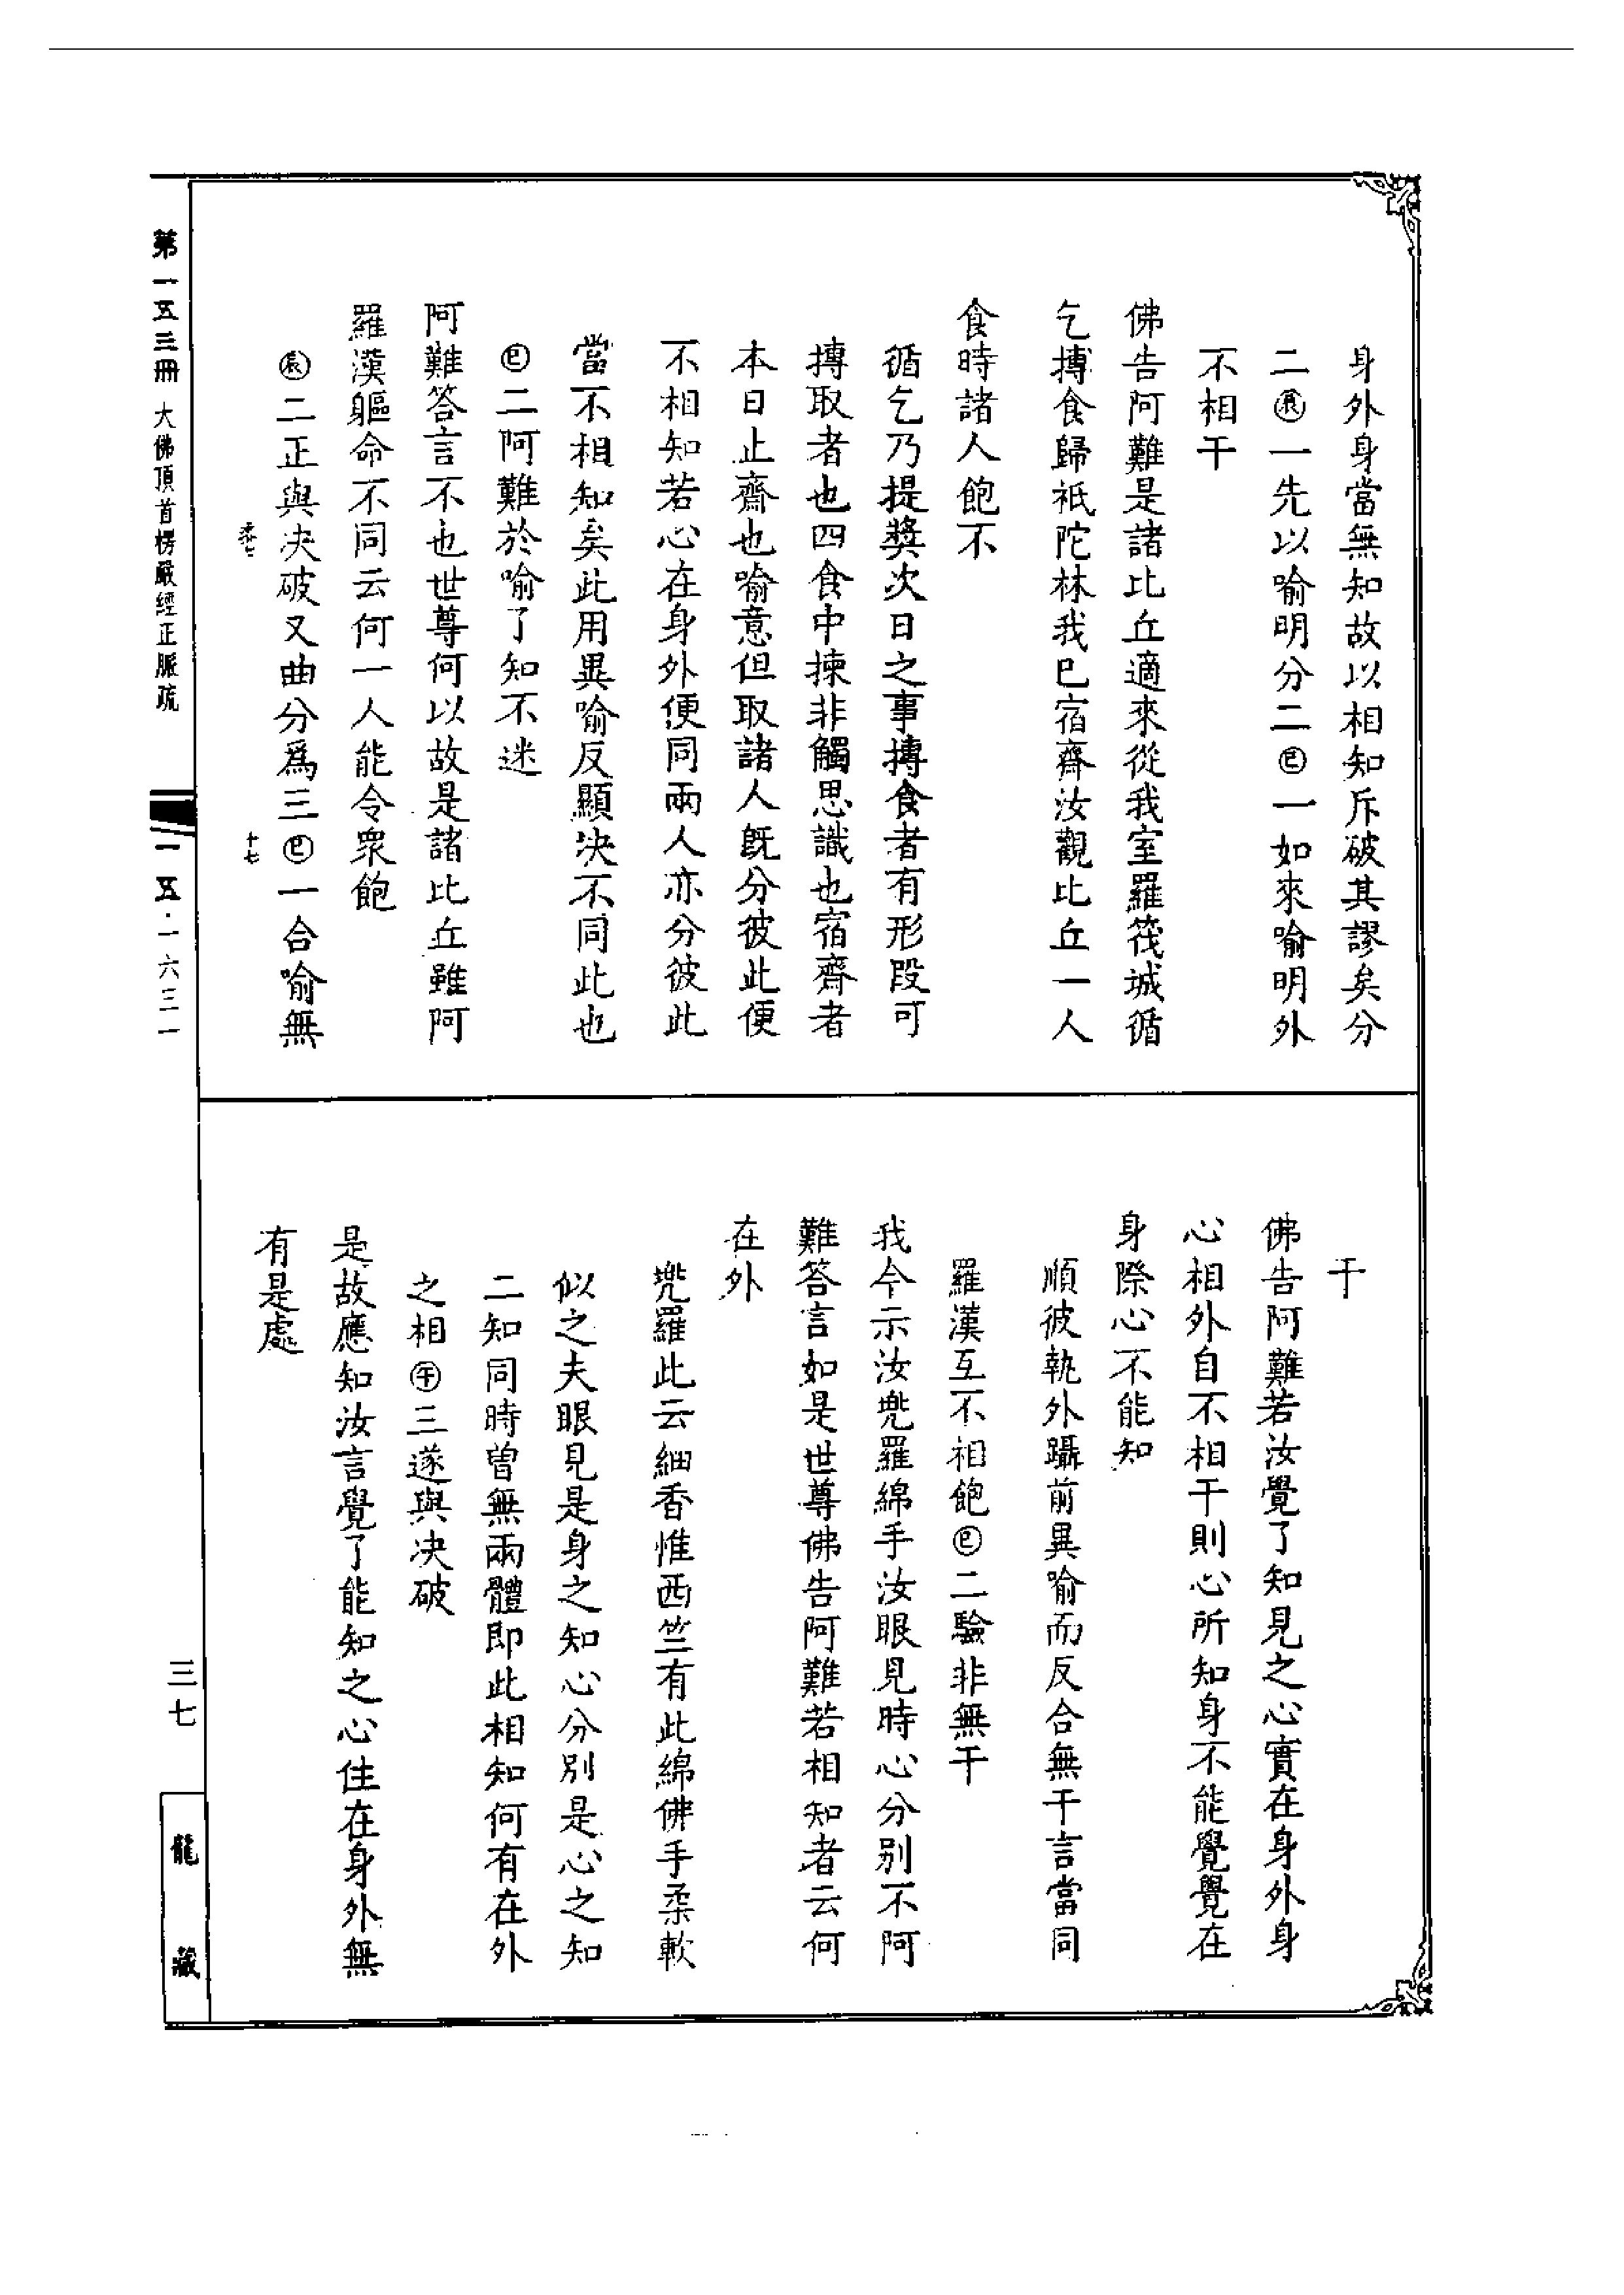 身外身當無知故以相知斥破其謬矣分
二㊁一先以喻明分二㊂一如來喻明外
不相干
佛告阿難是諸比丘適來從我室羅筏城循
乞摶食歸祇陀林我已宿齋汝觀比丘一人
食時諸人飽不
循乞乃提獎次日之事摶食者有形段可
摶取者也四食中揀非觸思識也宿齋者
本日止齋也喻意但取諸人既分彼此便
不相知若心在身外便同兩人亦分彼此
當不相知矣此用異喻反顯決不同此也
二阿難於喻了知不迷
阿難答言不也世尊何以故是諸比丘雖阿
羅漢軀命不同云何一人能令眾飽
二正與决破又曲分為三一合喻無
十七
第一五三冊 大佛頂首楞嚴經正脈疏
一五·一六三一
干
佛告阿難若汝覺了知見之心實在身外身
心相外自不相干則心所知身不能覺覺在
身際心不能知
順彼執外躡前異喻而反合無干言當同
羅漢互不相飽二驗非無干
我今示汝兜羅綿手汝眼見時心分別不阿
難答言如是世尊佛告阿難若相知者云何
在外
兜羅此云細香惟西竺有此綿佛手柔軟
似之夫眼見是身之知心分別是心之知
二知同時曾無兩體即此相知何有在外
之相三遂與决破
是故應知汝言覺了能知之心住在身外無
有是處
三七
龍藏